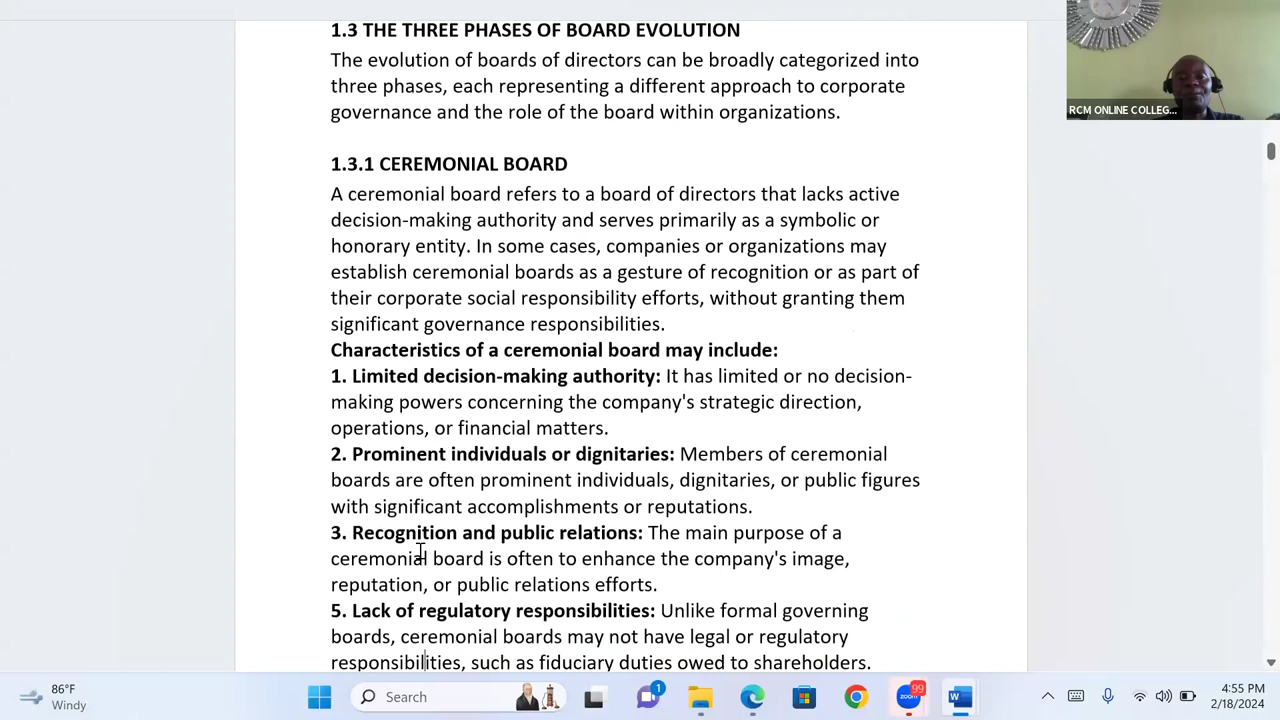 1.3 THE THREE PHASES OF BOARD EVOLUTION
The evolution of boards of directors can be broadly categorized into
three phases, each representing a different approach to corporate
governance and the role of the board within organizations.
1.3.1 CEREMONIAL BOARD
A ceremonial board refers to a board of directors that lacks active
decision-making authority and serves primarily as a symbolic or
honorary entity. In some cases, companies or organizations may
establish ceremonial boards as a gesture of recognition or as part of
their corporate social responsibility efforts, without granting them
significant governance responsibilities.
Characteristics of a ceremonial board may include:
1. Limited decision-making authority: It has limited or no decision-
making powers concerning the company's strategic direction,
operations, or financial matters.
2. Prominent individuals or dignitaries: Members of ceremonial
boards are often prominent individuals, dignitaries, or public figures
with significant accomplishments or reputations.
3. Recognition and public relations: The main purpose of a
ceremonial board is often to enhance the company's image,
reputation, or public relations efforts.
5. Lack of regulatory responsibilities: Unlike formal governing
boards, ceremonial boards may not have legal or regulatory
responsibilities, such as fiduciary duties owed to shareholders.
RCM ONLINE COLLEG...
86°F
Windy
Search
1
zoom
99
W
4:55 PM
2/18/2024